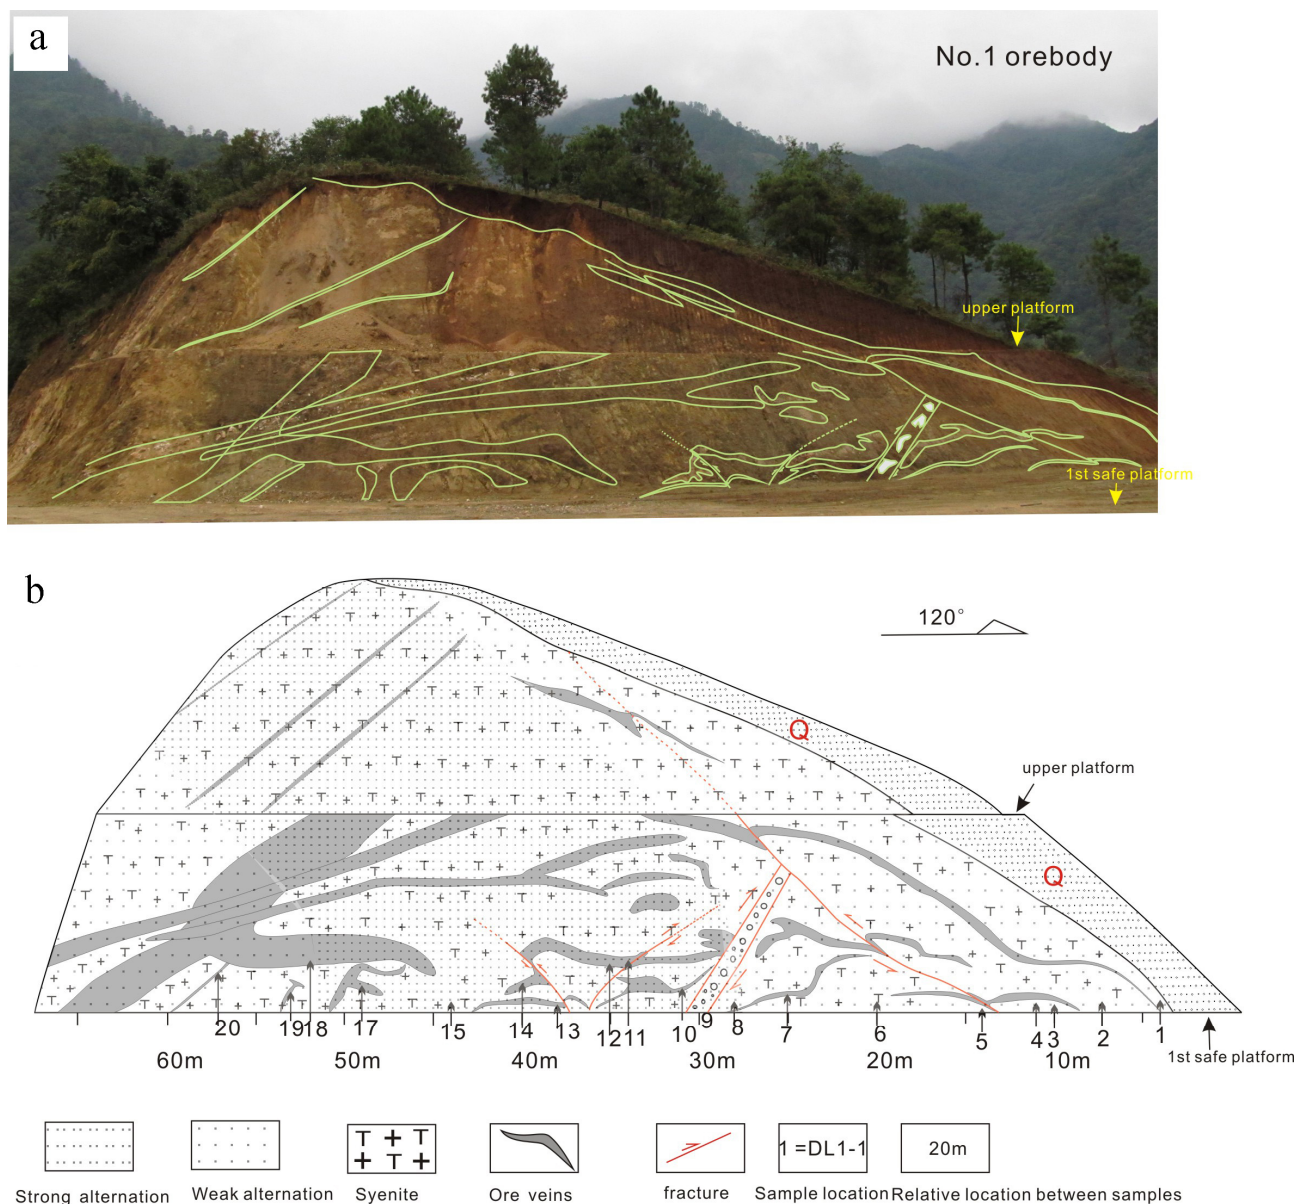 a
No.1 orebody
upper platform
1st safe platform
b
120°
Q
upper platform
Q
20 19 18 17 15 14 13 12 11 10 9 8 7 6 5 4 3 2 1
60m 50m 40m 30m 20m 10m
1st safe platform
T + T
+ T +
1 =DL1-1
20m
Strong alternation
Weak alternation
Syenite
Ore veins
fracture
Sample location
Relative location between samples